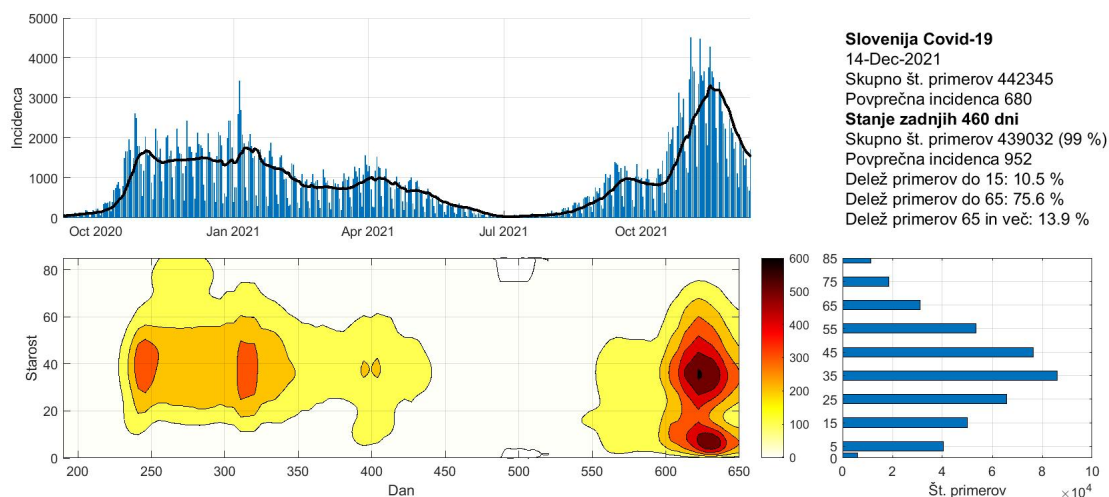 5000
4000
3000
2000
1000
0
Incidenca
Oct 2020
Jan 2021
Apr 2021
Jul 2021
Oct 2021
Slovenija Covid-19
14-Dec-2021
Skupno št. primerov 442345
Povprečna incidenca 680
Stanje zadnjih 460 dni
Skupno št. primerov 439032 (99 %)
Povprečna incidenca 952
Delež primerov do 15: 10.5 %
Delež primerov do 65: 75.6 %
Delež primerov 65 in več: 13.9 %
80
60
40
20
0
Starost
200
250
300
350
400
450
500
550
600
650
Dan
600
500
400
300
200
100
0
85
75
65
55
45
35
25
15
5
0
0
2
4
6
8
10
Št. primerov
×10⁴